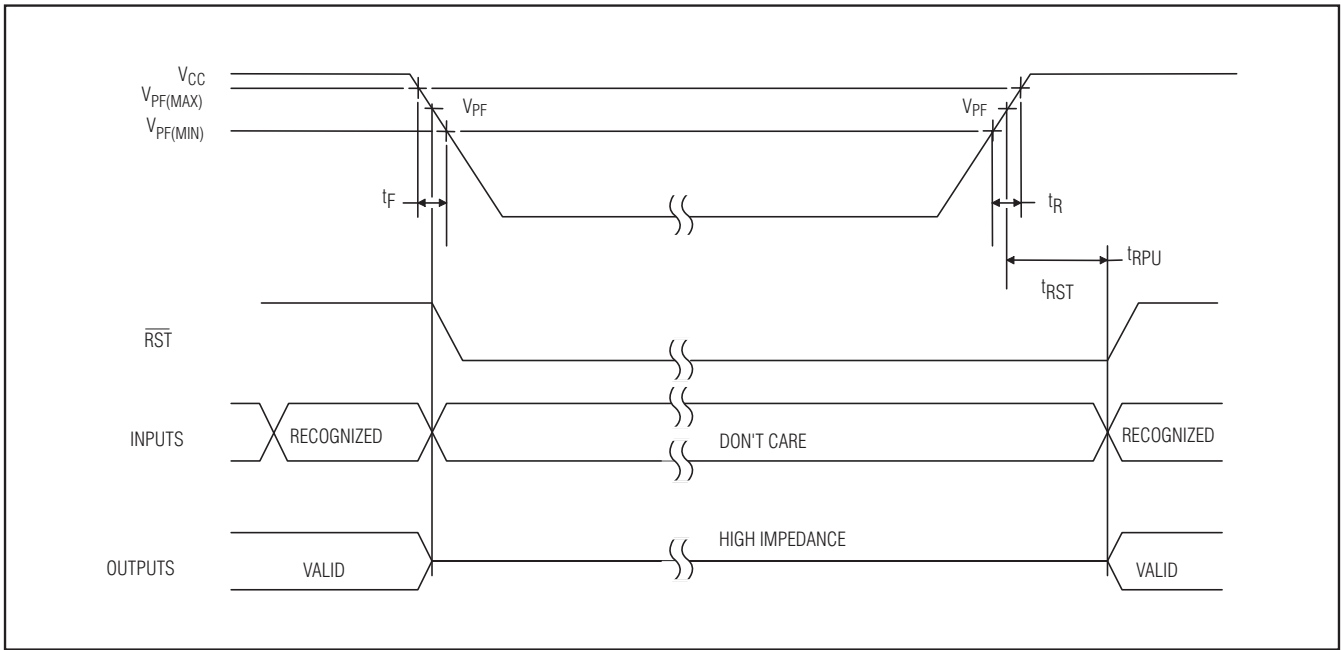 VCC
VPF(MAX)
VPF VPF
VPF(MIN)
tF tR
tRPU
tRST
RST
INPUTS RECOGNIZED DON'T CARE RECOGNIZED
HIGH IMPEDANCE
OUTPUTS VALID VALID